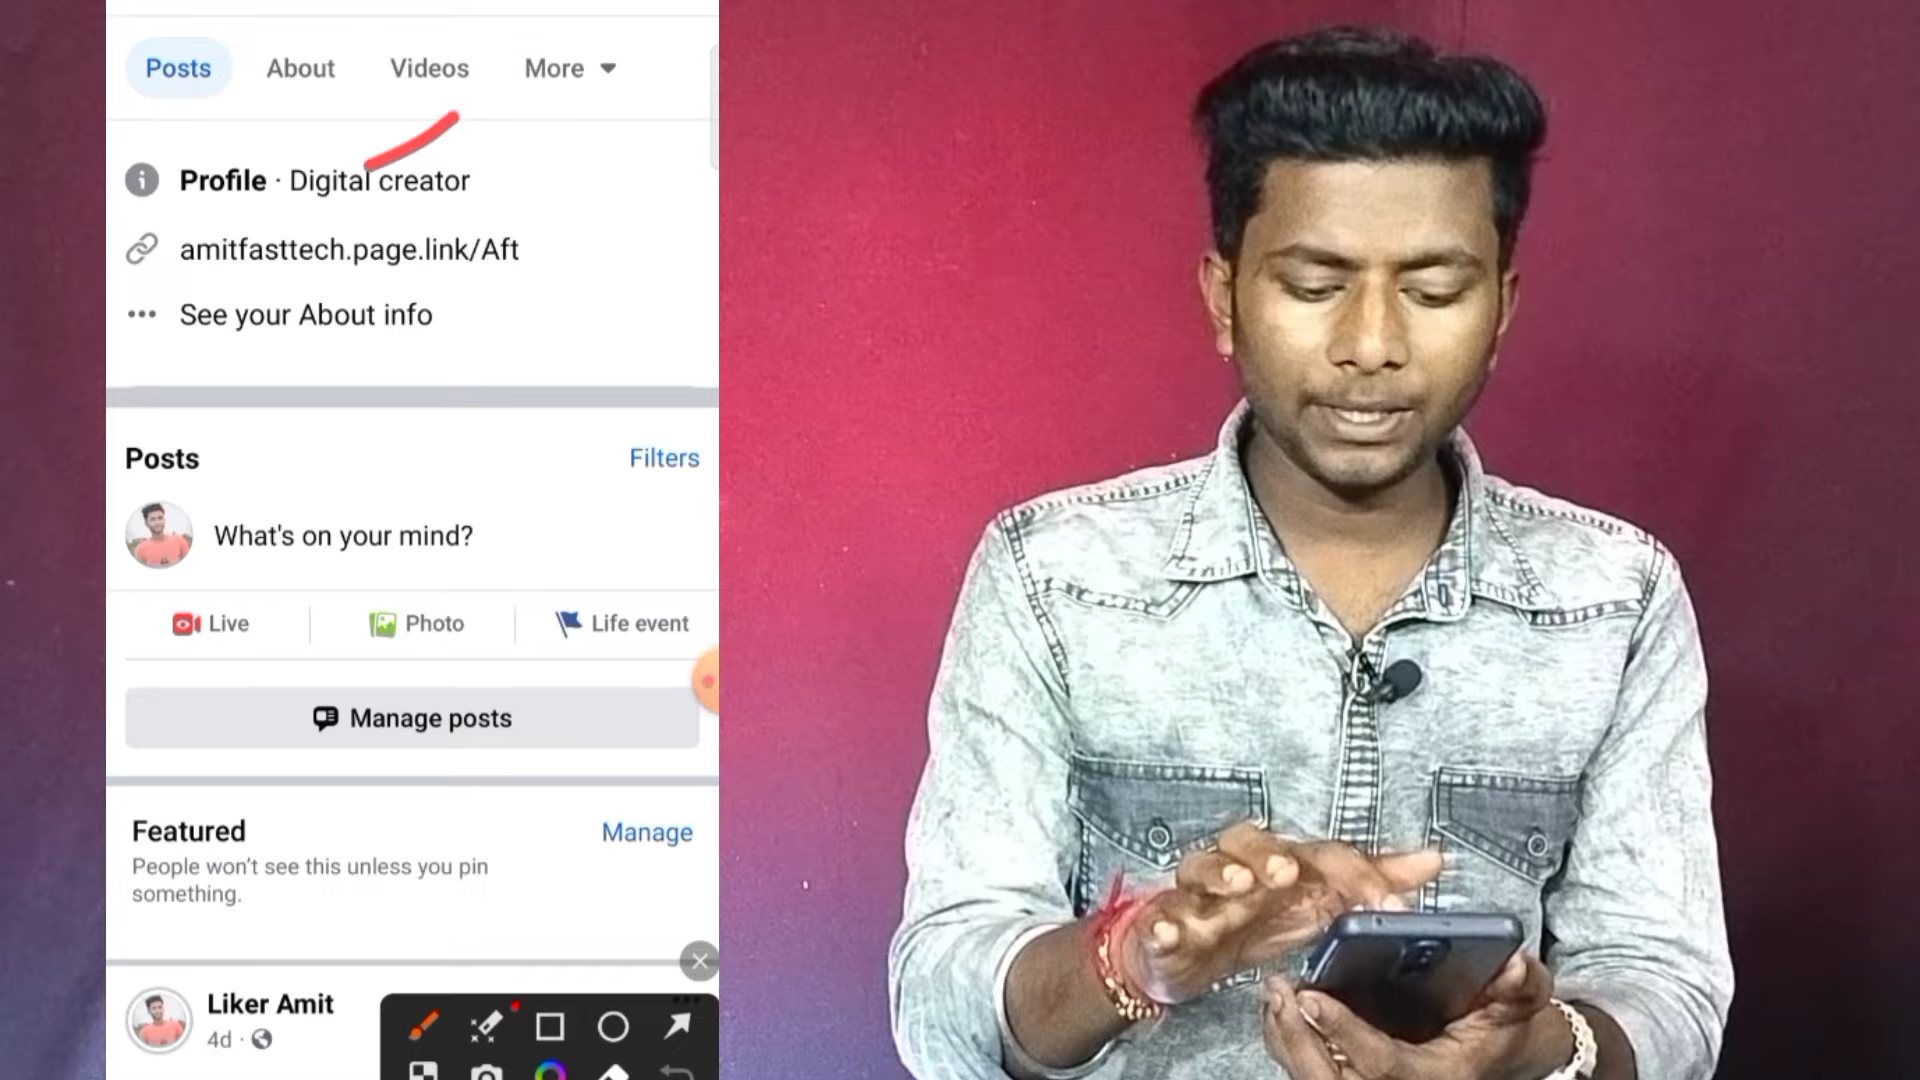 Posts About Videos More
Profile · Digital creator
amitfasttech.page.link/Aft
See your About info
Posts Filters
What's on your mind?
Live Photo Life event
Manage posts
Featured Manage
People won't see this unless you pin
something.
Liker Amit
4d ·